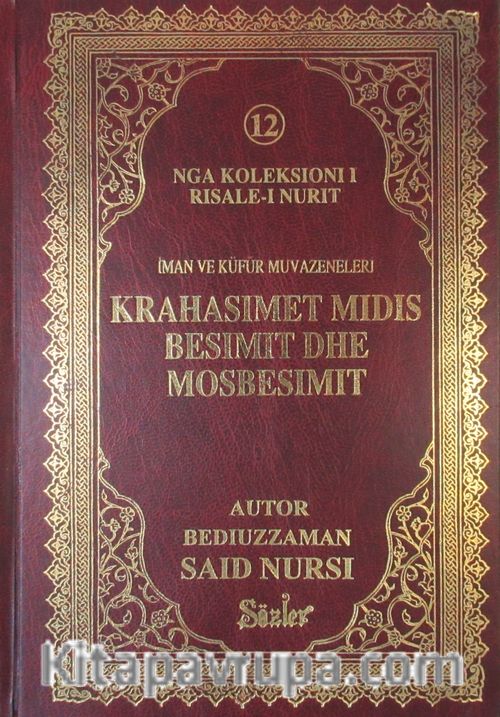 12
NGA KOLEKSIONI I
RISALE-I NURIT
İMAN VE KÜFÜR MUVAZENELERİ
KRAHASIMET MIDIS
BESIMIT DHE
MOSBESIMIT
AUTOR
BEDIUZZAMAN
SAID NURSI
Sözler
kitapavrupa.com